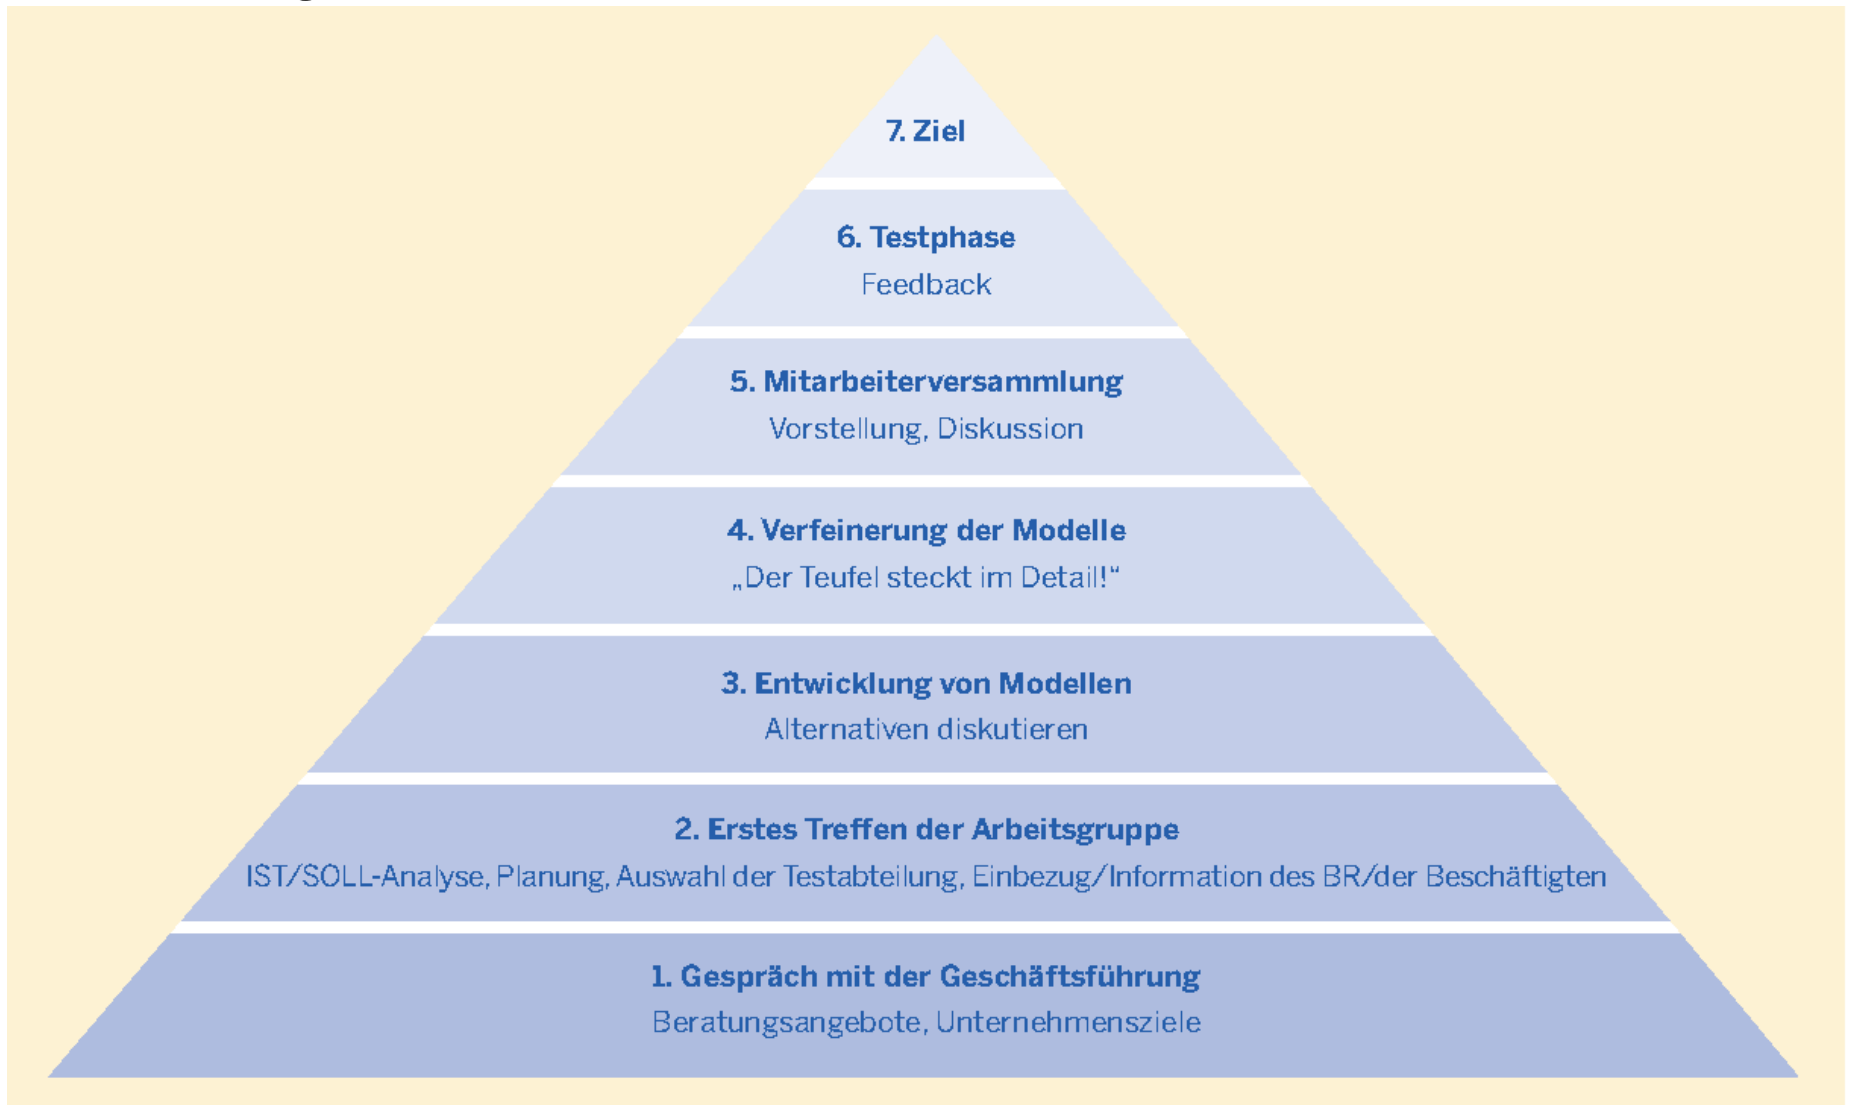 7. Ziel
6. Testphase
Feedback
5. Mitarbeiterversammlung
Vorstellung, Diskussion
4. Verfeinerung der Modelle
„Der Teufel steckt im Detail!“
3. Entwicklung von Modellen
Alternativen diskutieren
2. Erstes Treffen der Arbeitsgruppe
IST/SOLL-Analyse, Planung, Auswahl der Testabteilung, Einbezug/Information des BR/der Beschäftigten
1. Gespräch mit der Geschäftsführung
Beratungsangebote, Unternehmensziele